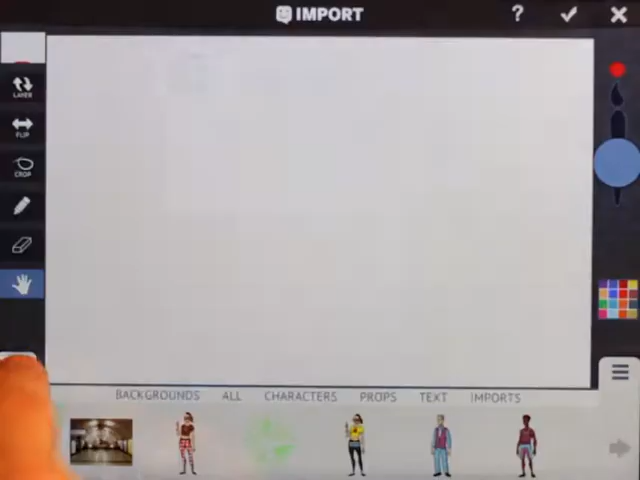 IMPORT
?
LAYER
FLIP
CROP
BACKGROUNDS ALL CHARACTERS PROPS TEXT IMPORTS